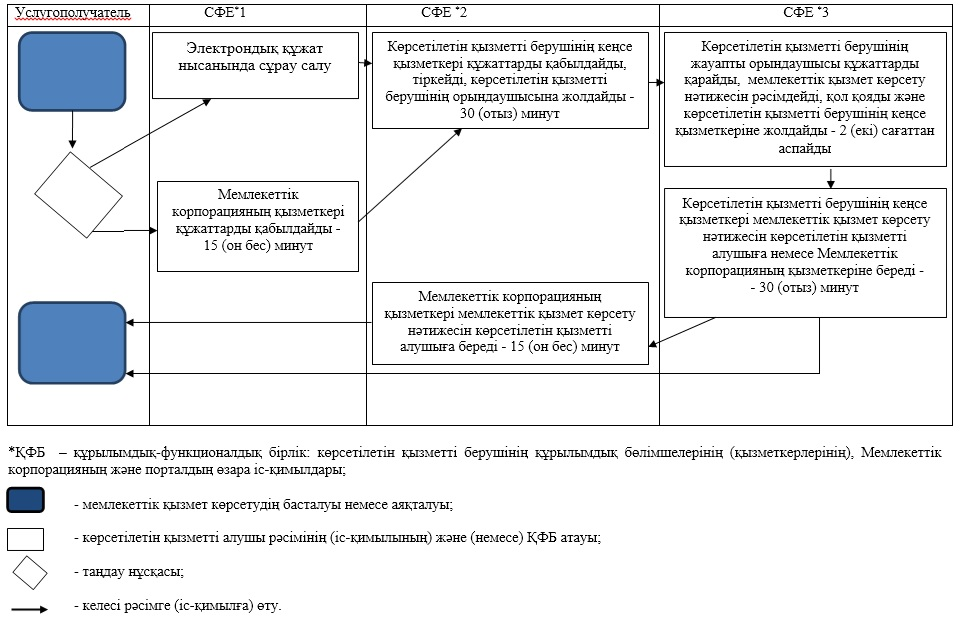 Услугополучатель
СФЕ*1
СФЕ *2
СФЕ *3
Электрондық құжат
нысанында сұрау салу
Көрсетілетін қызметті берушінің кеңсе
қызметкері құжаттарды қабылдайды,
тіркейді, көрсетілетін қызметті
берушінің орындаушысына жолдайды -
30 (отыз) минут
Көрсетілетін қызметті берушінің
жауапты орындаушысы құжаттарды
қарайды, мемлекеттік қызмет көрсету
нәтижесін рәсімдейді, қол қояды және
көрсетілетін қызметті берушінің кеңсе
қызметкеріне жолдайды - 2 (екі) сағаттан
аспайды
Мемлекеттік
корпорацияның қызметкері
құжаттарды қабылдайды -
15 (он бес) минут
Көрсетілетін қызметті берушінің кеңсе
қызметкері мемлекеттік қызмет көрсету
нәтижесін көрсетілетін қызметті
алушыға немесе Мемлекеттік
корпорацияның қызметкеріне береді -
- 30 (отыз) минут
Мемлекеттік корпорацияның
қызметкері мемлекеттік қызмет көрсету
нәтижесін көрсетілетін қызметті
алушыға береді - 15 (он бес) минут
*ҚФБ – құрылымдық-функционалдық бірлік: көрсетілетін қызметті берушінің құрылымдық бөлімшелерінің (қызметкерлерінің), Мемлекеттік
корпорацияның және порталдың өзара іс-қимылдары;
- мемлекеттік қызмет көрсетудің басталуы немесе аяқталуы;
- көрсетілетін қызметті алушы рәсімінің (іс-қимылының) және (немесе) ҚФБ атауы;
- таңдау нұсқасы;
- келесі рәсімге (іс-қимылға) өту.